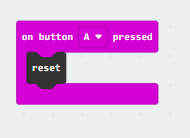 on button A pressed
reset